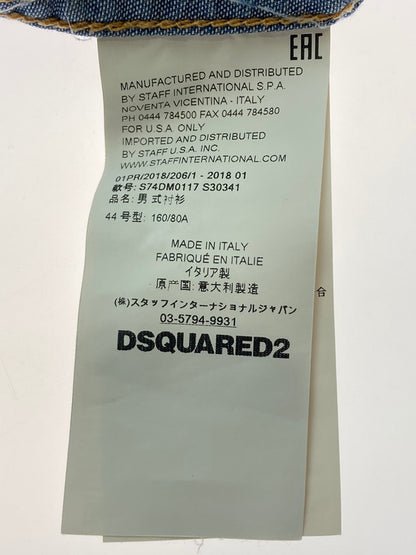 EAC
MANUFACTURED AND DISTRIBUTED
BY STAFF INTERNATIONAL S.P.A.
NOVENTA VICENTINA - ITALY
PH 0444 784500 FAX 0444 784580
FOR U.S.A. ONLY
IMPORTED AND DISTRIBUTED
BY STAFF U.S.A. INC.
WWW.STAFFINTERNATIONAL.COM
01PR/2018/206/1 - 2018 01
款号: S74DM0117 S30341
品名: 男式衬衫
44 号型: 160/80A
MADE IN ITALY
FABRIQUÉ EN ITALIE
イタリア製
原产国: 意大利製造
(株)スタッフインターナショナルジャパン
03-5794-9931
DSQUARED2
合